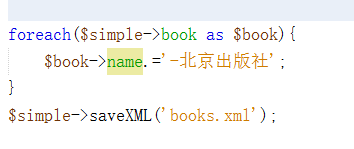 foreach($simple->book as $book){
    $book->name.='-北京出版社';
}
$simple->saveXML('books.xml');